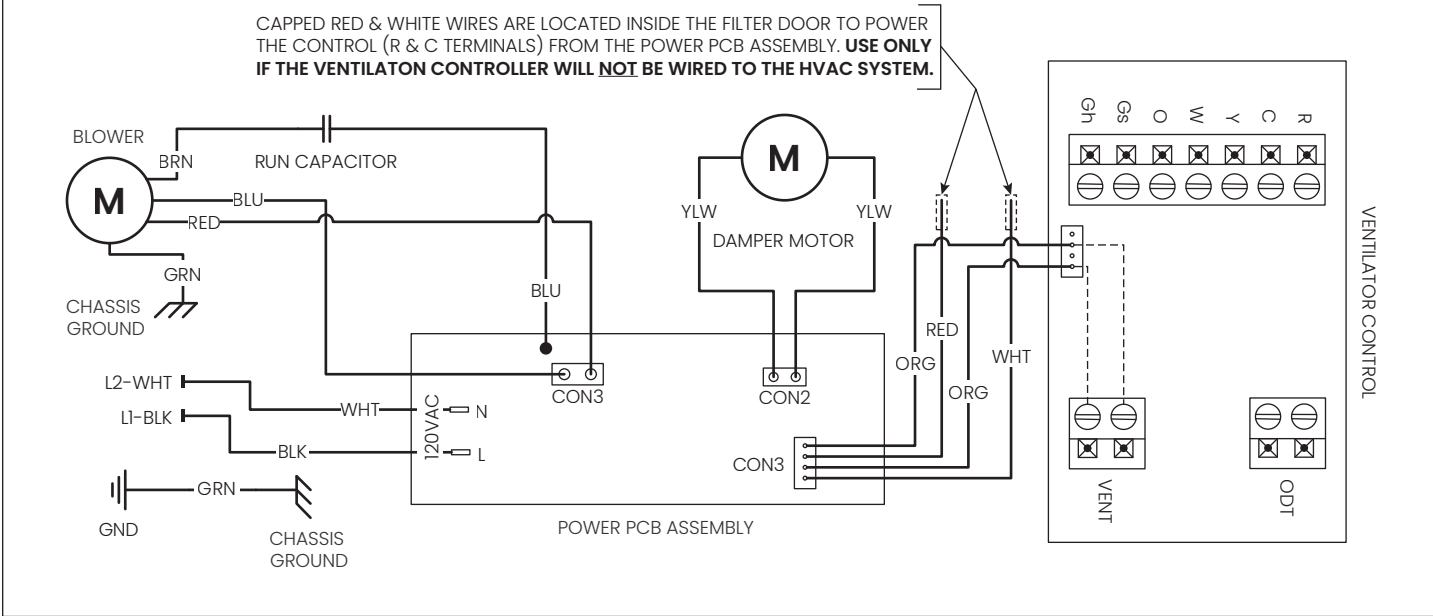 CAPPED RED & WHITE WIRES ARE LOCATED INSIDE THE FILTER DOOR TO POWER
THE CONTROL (R & C TERMINALS) FROM THE POWER PCB ASSEMBLY. USE ONLY
IF THE VENTILATON CONTROLLER WILL NOT BE WIRED TO THE HVAC SYSTEM.
BLOWER
M
BRN
RUN CAPACITOR
BLU
RED
GRN
CHASSIS
GROUND
BLU
M
YLW
YLW
DAMPER MOTOR
Gh
Gs
O
W
Y
C
R
VENTILATOR CONTROL
RED
ORG
WHT
ORG
L2-WHT
WHT
N
L1-BLK
BLK
L
120VAC
CON3
CON2
CON3
GRN
GND
CHASSIS
GROUND
POWER PCB ASSEMBLY
VENT
ODT